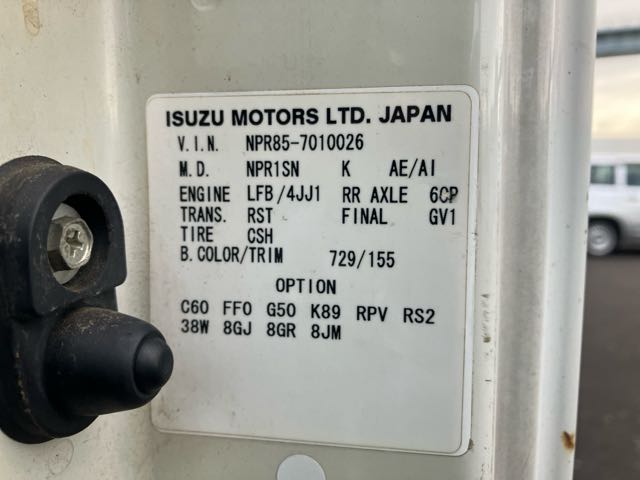 ISUZU MOTORS LTD. JAPAN
V.I.N. NPR85-7010026
M.D. NPR1SN K AE/AI
ENGINE LFB/4JJ1 RR AXLE 6CP
TRANS. RST FINAL GV1
TIRE CSH
B.COLOR/TRIM 729/155
OPTION
C60 FF0 G50 K89 RPV RS2
38W 8GJ 8GR 8JM